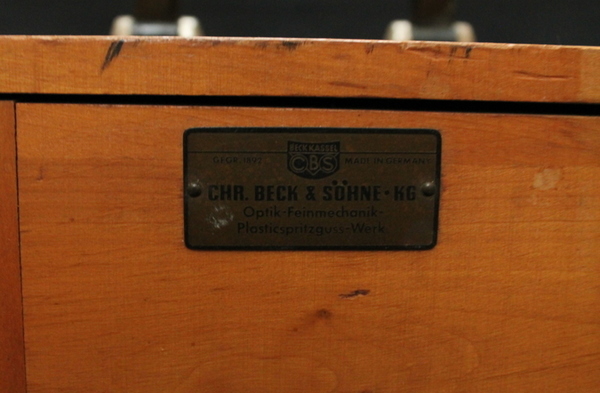 BECK KASSEL
GEGR. 1892 CBS MADE IN GERMANY
CHR. BECK & SÖHNE · KG
Optik-Feinmechanik-
Plasticspritzguss-Werk